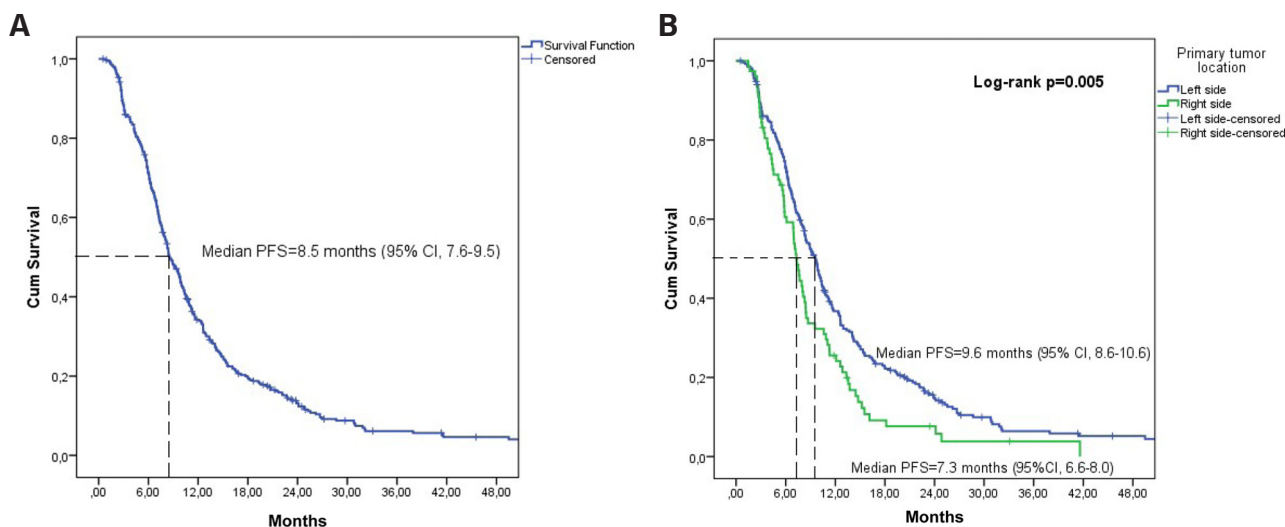 A
Survival Function
Censored
1,0
0,8
0,6
0,4
0,2
0,0
Cum Survival
Median PFS=8.5 months (95% CI, 7.6-9.5)
,00 6,00 12,00 18,00 24,00 30,00 36,00 42,00 48,00
Months
B
Primary tumor
location
Left side
Right side
Left side-censored
Right side-censored
Log-rank p=0.005
1,0
0,8
0,6
0,4
0,2
0,0
Cum Survival
Median PFS=9.6 months (95% CI, 8.6-10.6)
Median PFS=7.3 months (95%CI, 6.6-8.0)
,00 6,00 12,00 18,00 24,00 30,00 36,00 42,00 48,00
Months